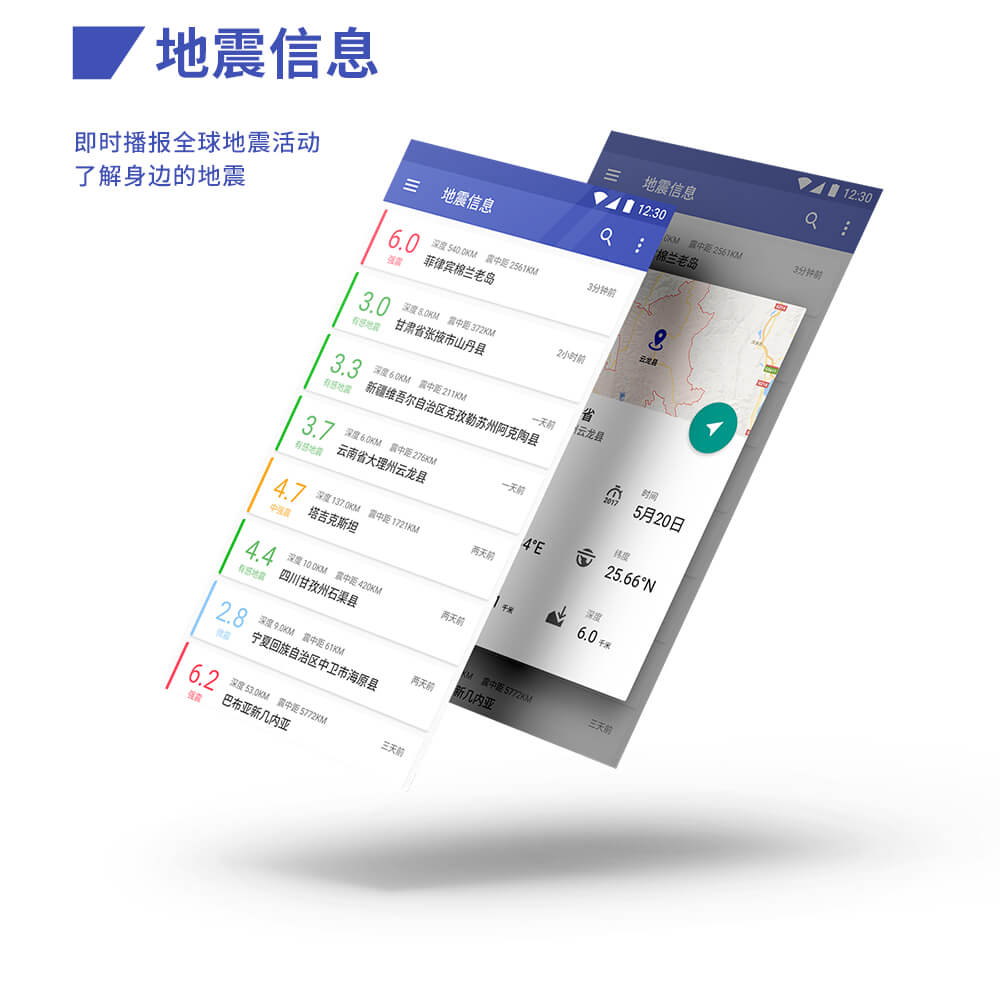 地震信息
即时播报全球地震活动
了解身边的地震
12:30
地震信息
6.0
强震
深度 540.0KM 震中距 2561KM
菲律宾棉兰老岛
3分钟前
3.0
有感地震
深度 8.0KM 震中距 372KM
甘肃省张掖市山丹县
2小时前
3.3
有感地震
深度 6.0KM 震中距 211KM
新疆维吾尔自治区克孜勒苏州阿克陶县
一天前
3.7
有感地震
深度 6.0KM 震中距 276KM
云南省大理州云龙县
一天前
4.7
中强震
深度 137.0KM 震中距 1721KM
塔吉克斯坦
两天前
4.4
有感地震
深度 10.0KM 震中距 420KM
四川甘孜州石渠县
两天前
2.8
微震
深度 9.0KM 震中距 61KM
宁夏回族自治区中卫市海原县
两天前
6.2
强震
深度 53.0KM 震中距 5772KM
巴布亚新几内亚
三天前
12:30
地震信息
0KM 震中距 2561KM
棉兰老岛
3分钟前
云龙县
省
州云龙县
2017
时间
5月20日
4°E
纬度
25.66°N
1 千米
深度
6.0 千米
KM 震中距 5772KM
新几内亚
三天前